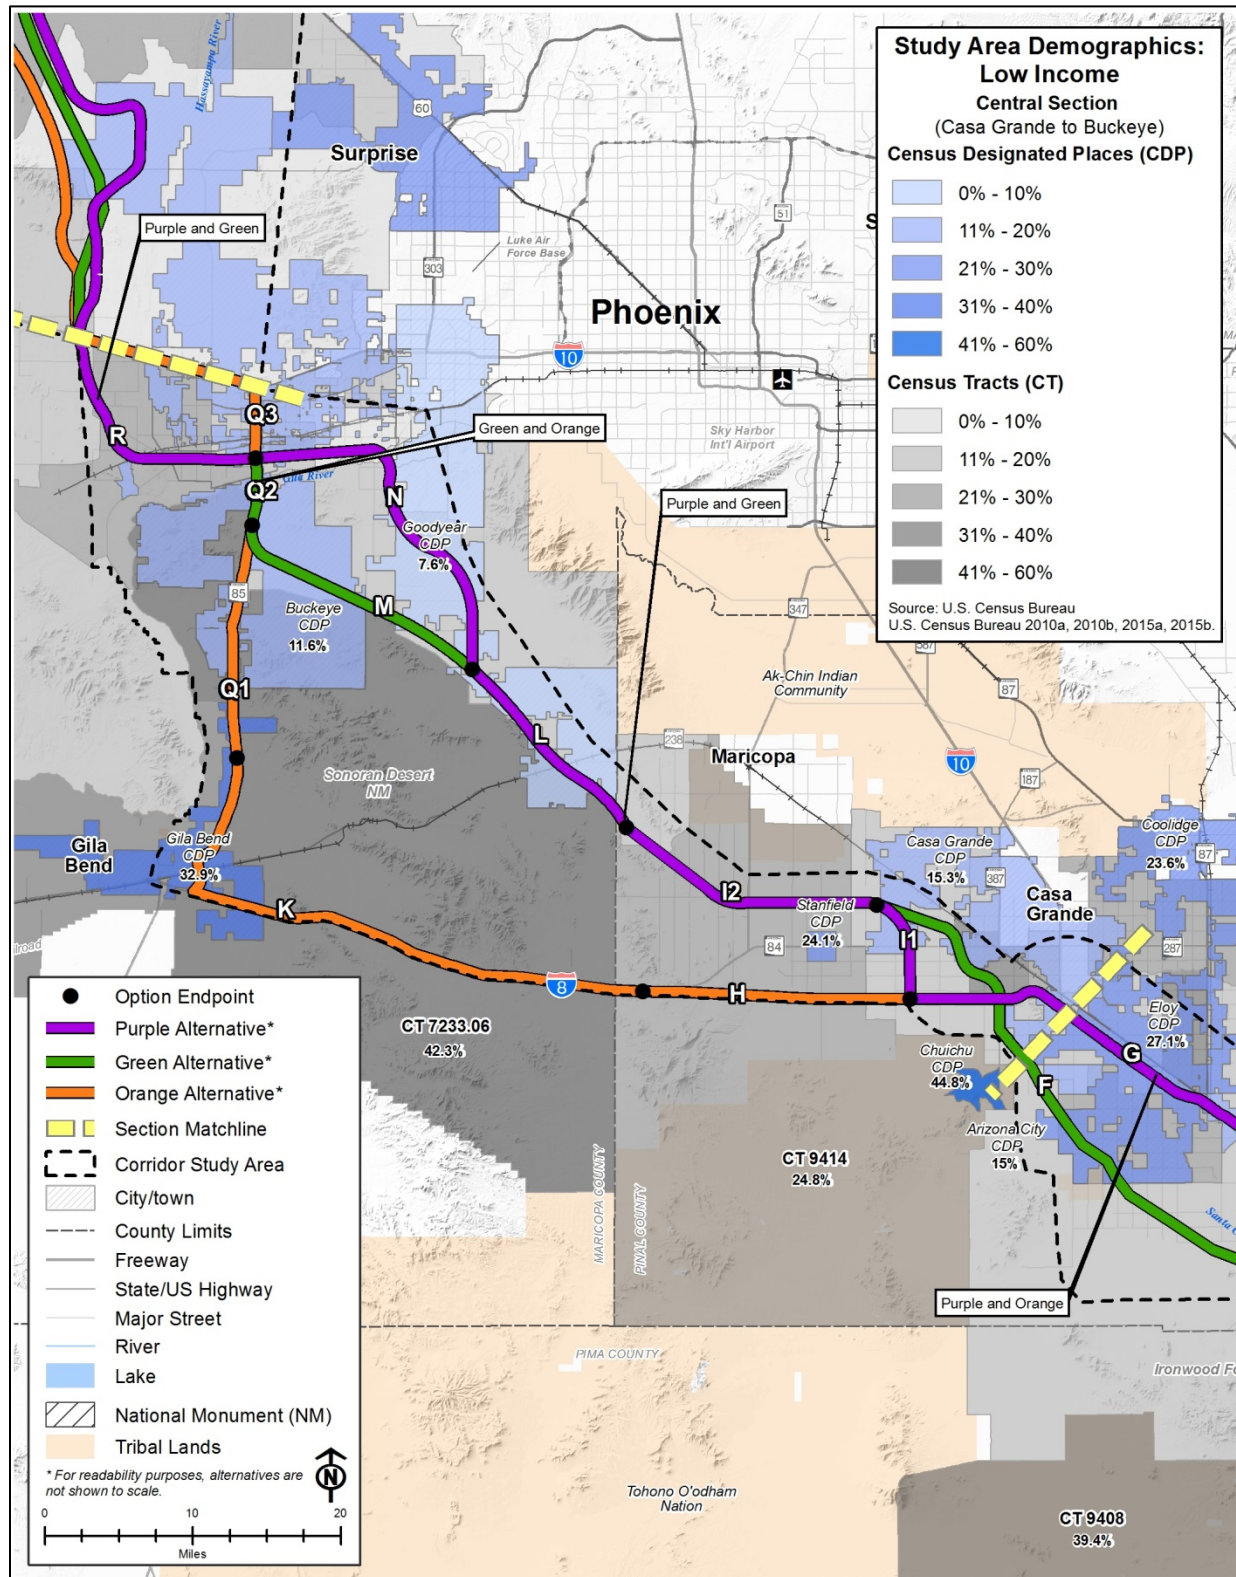 Study Area Demographics:
Low Income
Central Section
(Casa Grande to Buckeye)
Census Designated Places (CDP)
0% - 10%
11% - 20%
21% - 30%
31% - 40%
41% - 60%
Census Tracts (CT)
0% - 10%
11% - 20%
21% - 30%
31% - 40%
41% - 60%
Source: U.S. Census Bureau
U.S. Census Bureau 2010a, 2010b, 2015a, 2015b.
Hassayampa River
60
Surprise
51
S
Purple and Green
Luke Air
Force Base
303
Phoenix
10
Sky Harbor
Int'l Airport
Q3
R
Green and Orange
Gila River
Q2
N
Purple and Green
Goodyear
CDP
7.6%
85
M
Buckeye
CDP
11.6%
347
587
87
Ak-Chin Indian
Community
Q1
L
238
Maricopa
10
187
Sonoran Desert
NM
Gila
Bend
Gila Bend
CDP
32.9%
Casa Grande
CDP
15.3%
387
Coolidge
CDP
23.6%
87
Casa
Grande
K
I2
Stanfield
CDP
24.1%
I1
84
287
8
H
Eloy
CDP
27.1%
G
CT 7233.06
42.3%
Chuichu
CDP
44.8%
F
Arizona City
CDP
15%
CT 9414
24.8%
MARICOPA COUNTY
PINAL COUNTY
Purple and Orange
PIMA COUNTY
Tohono O'odham
Nation
CT 9408
39.4%
Option Endpoint
Purple Alternative*
Green Alternative*
Orange Alternative*
Section Matchline
Corridor Study Area
City/town
County Limits
Freeway
State/US Highway
Major Street
River
Lake
National Monument (NM)
Tribal Lands
* For readability purposes, alternatives are
not shown to scale.
N
0 10 20
Miles